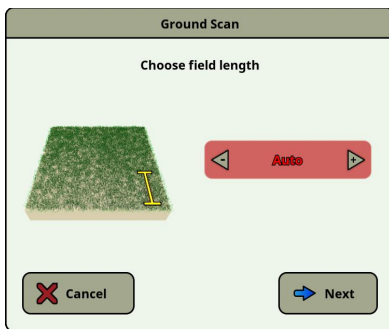 Ground Scan
Choose field length
- Auto +
Cancel
Next